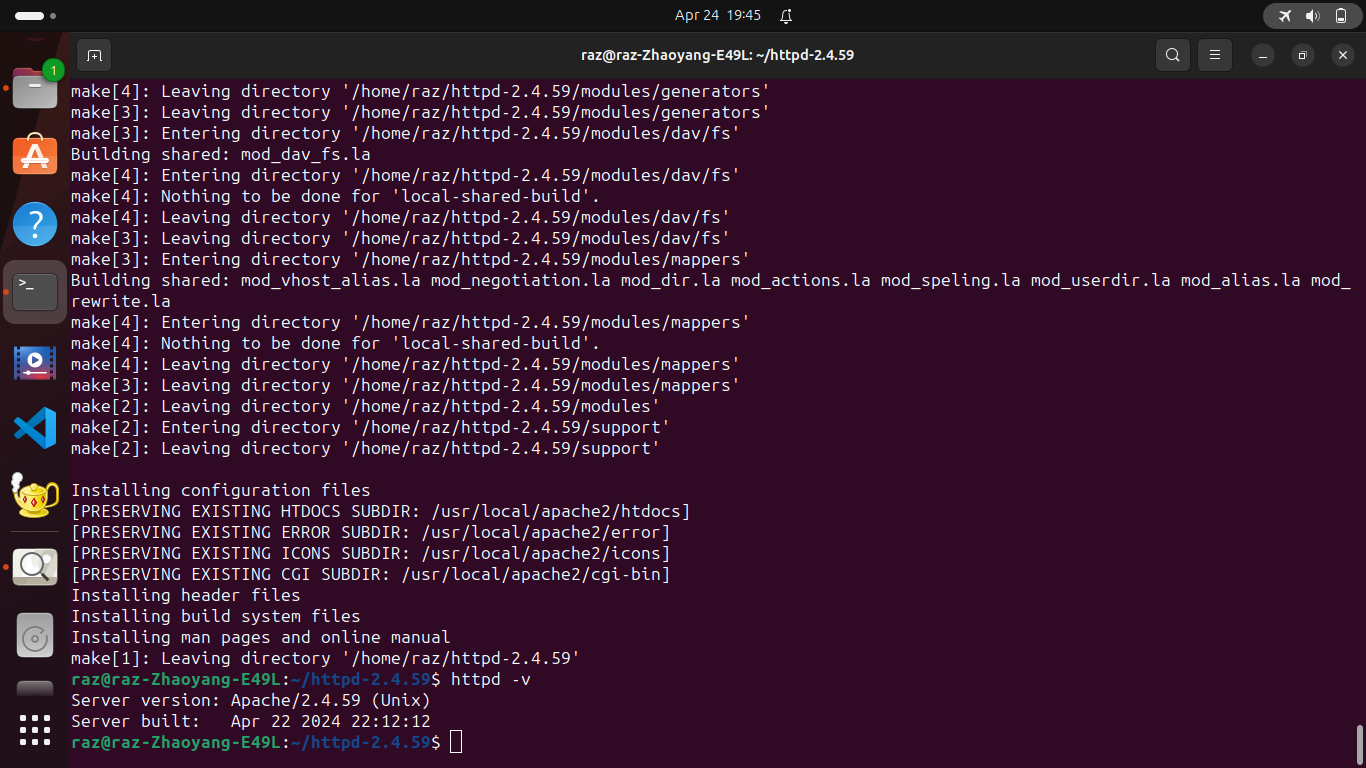 Apr 24 19:45
raz@raz-Zhaoyang-E49L: ~/httpd-2.4.59
1
make[4]: Leaving directory '/home/raz/httpd-2.4.59/modules/generators'
make[3]: Leaving directory '/home/raz/httpd-2.4.59/modules/generators'
make[3]: Entering directory '/home/raz/httpd-2.4.59/modules/dav/fs'
Building shared: mod_dav_fs.la
make[4]: Entering directory '/home/raz/httpd-2.4.59/modules/dav/fs'
make[4]: Nothing to be done for 'local-shared-build'.
make[4]: Leaving directory '/home/raz/httpd-2.4.59/modules/dav/fs'
make[3]: Leaving directory '/home/raz/httpd-2.4.59/modules/dav/fs'
make[3]: Entering directory '/home/raz/httpd-2.4.59/modules/mappers'
Building shared: mod_vhost_alias.la mod_negotiation.la mod_dir.la mod_actions.la mod_speling.la mod_userdir.la mod_alias.la mod_
rewrite.la
make[4]: Entering directory '/home/raz/httpd-2.4.59/modules/mappers'
make[4]: Nothing to be done for 'local-shared-build'.
make[4]: Leaving directory '/home/raz/httpd-2.4.59/modules/mappers'
make[3]: Leaving directory '/home/raz/httpd-2.4.59/modules/mappers'
make[2]: Leaving directory '/home/raz/httpd-2.4.59/modules'
make[2]: Entering directory '/home/raz/httpd-2.4.59/support'
make[2]: Leaving directory '/home/raz/httpd-2.4.59/support'
Installing configuration files
[PRESERVING EXISTING HTDOCS SUBDIR: /usr/local/apache2/htdocs]
[PRESERVING EXISTING ERROR SUBDIR: /usr/local/apache2/error]
[PRESERVING EXISTING ICONS SUBDIR: /usr/local/apache2/icons]
[PRESERVING EXISTING CGI SUBDIR: /usr/local/apache2/cgi-bin]
Installing header files
Installing build system files
Installing man pages and online manual
make[1]: Leaving directory '/home/raz/httpd-2.4.59'
raz@raz-Zhaoyang-E49L:~/httpd-2.4.59$ httpd -v
Server version: Apache/2.4.59 (Unix)
Server built:   Apr 22 2024 22:12:12
raz@raz-Zhaoyang-E49L:~/httpd-2.4.59$